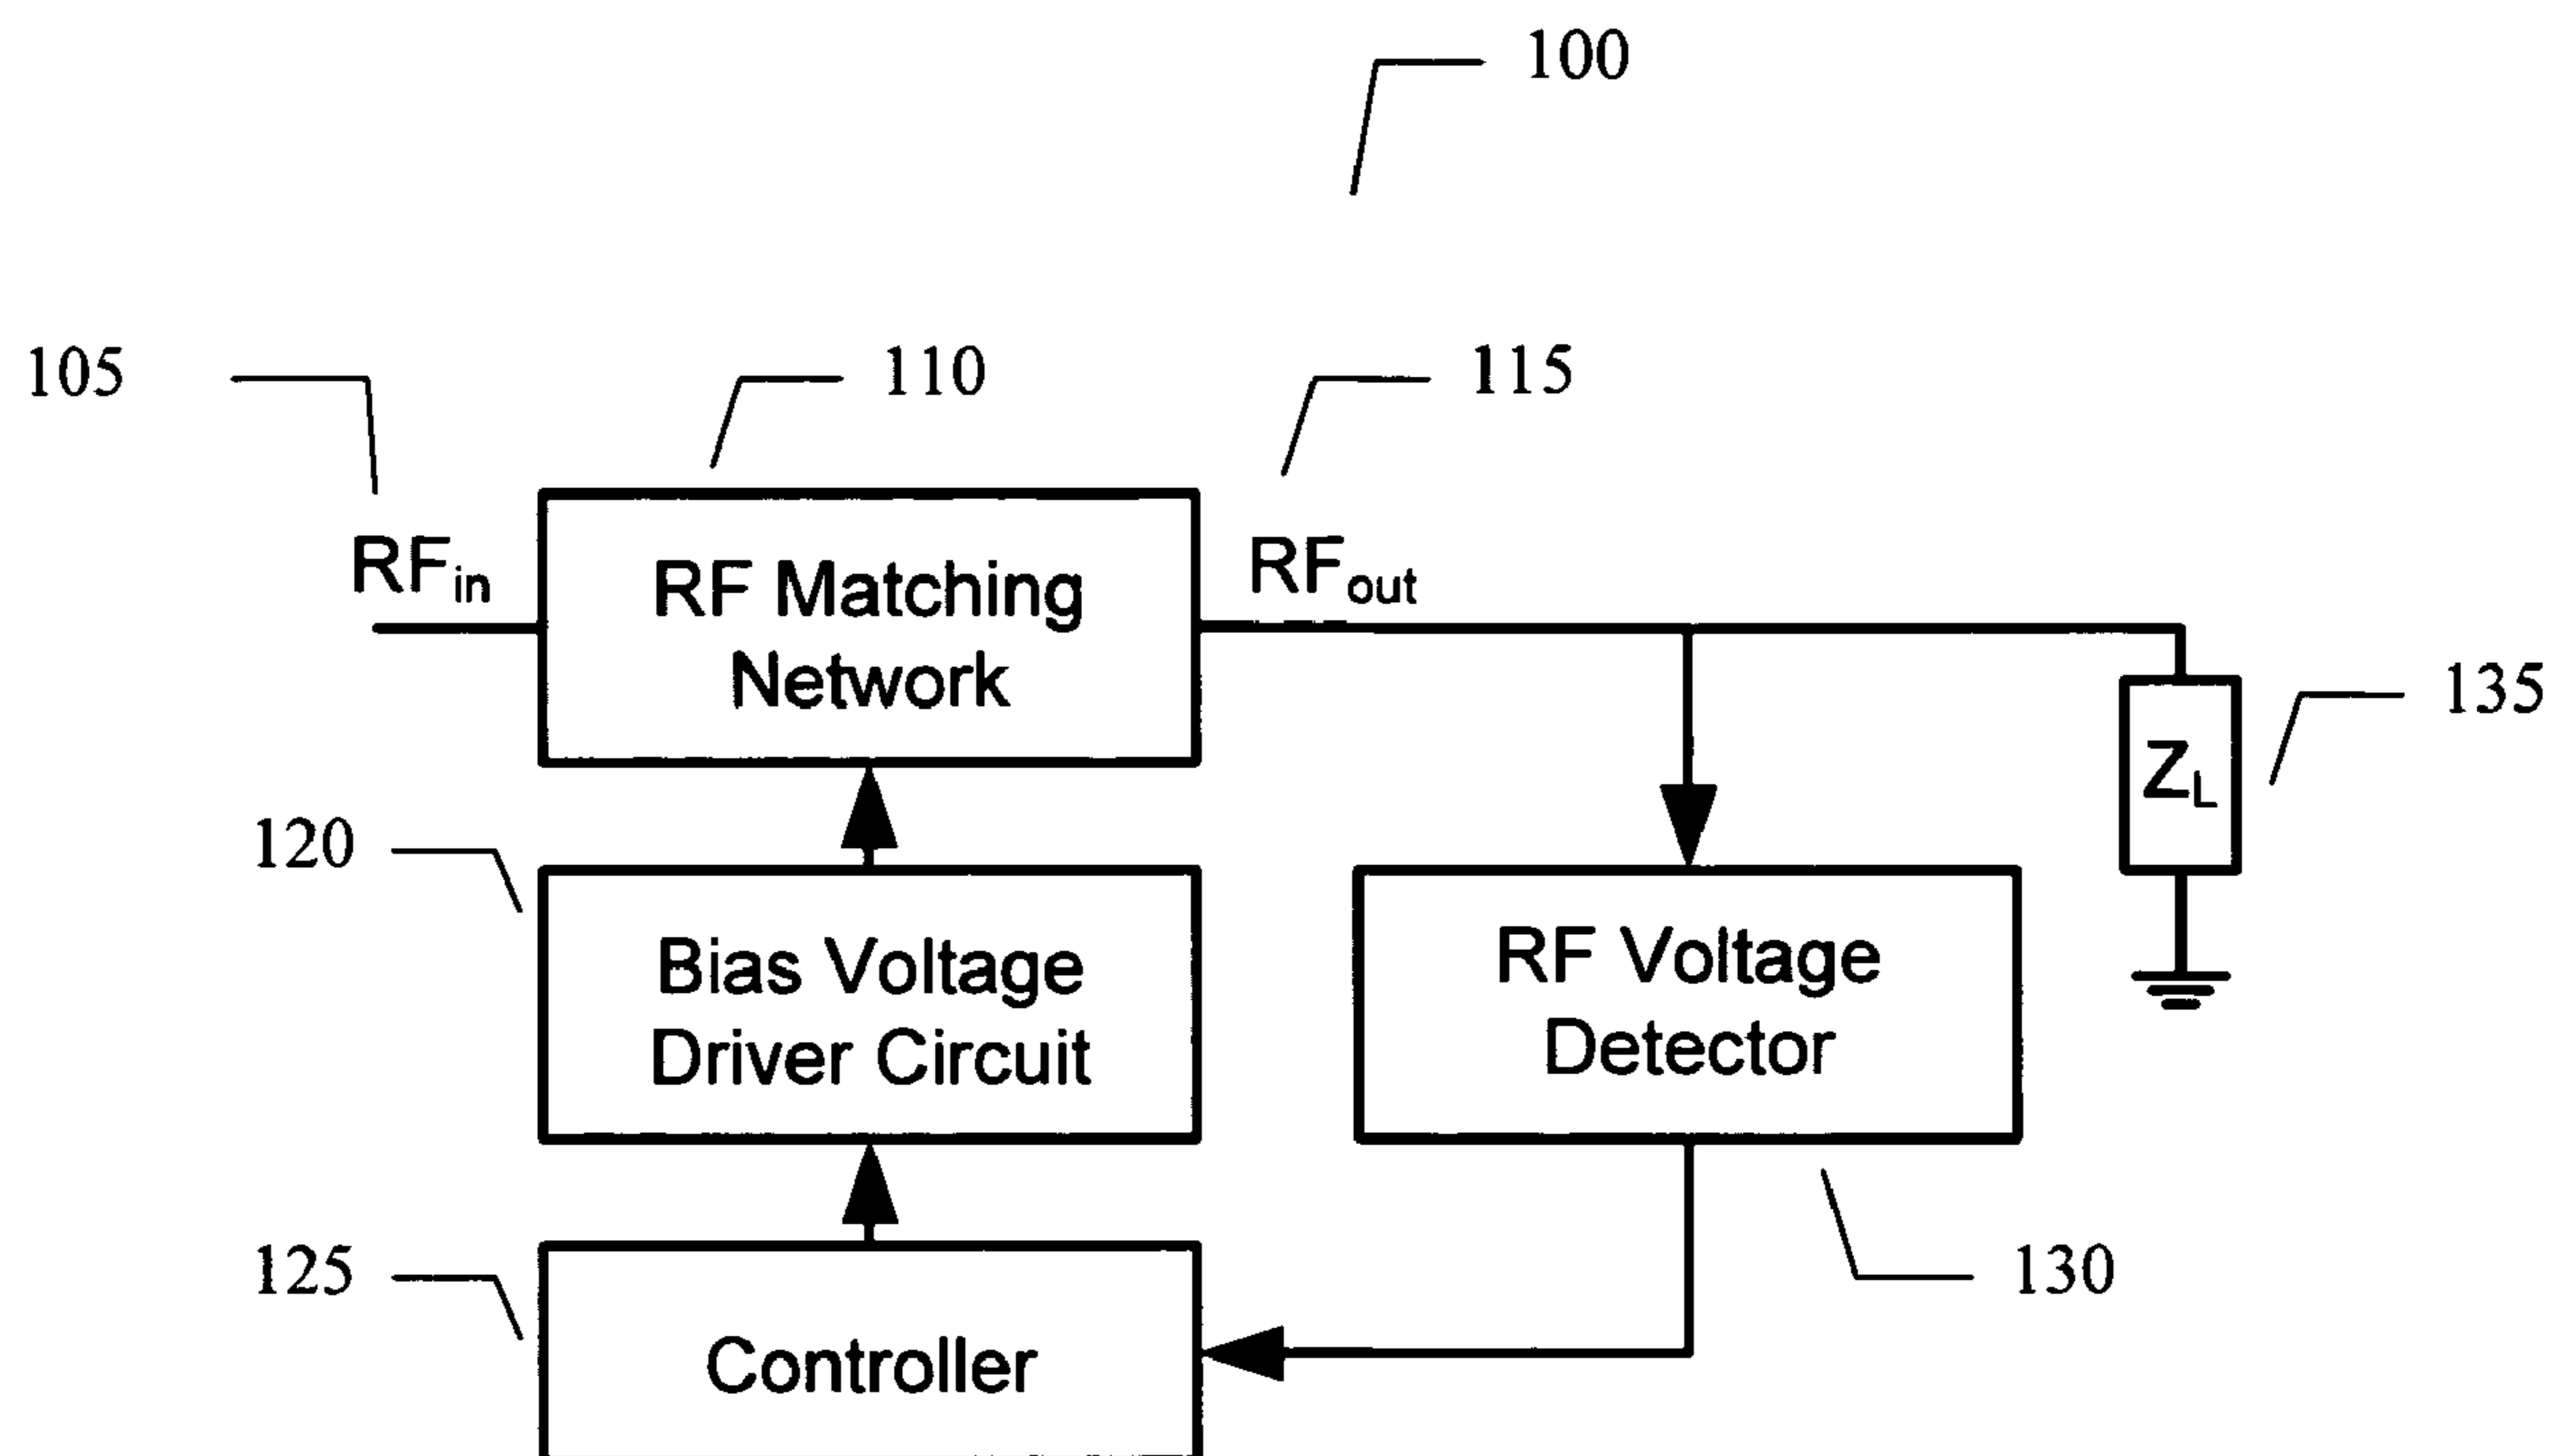 100
105
110
115
RFin
RF Matching
Network
RFout
135
ZL
120
Bias Voltage
Driver Circuit
RF Voltage
Detector
125
130
Controller